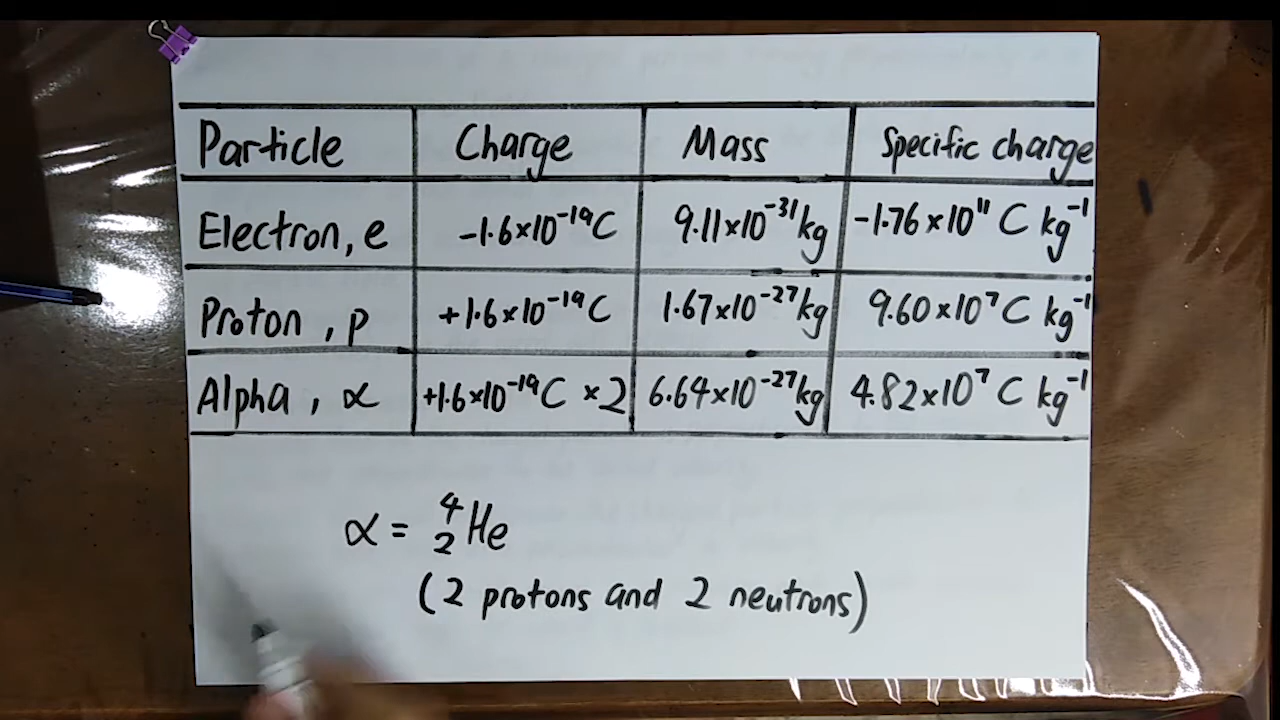 Particle Charge Mass Specific charge
Electron, e -1.6×10⁻¹⁹C 9.11×10⁻³¹kg -1.76×10¹¹ C kg⁻¹
Proton, p +1.6×10⁻¹⁹C 1.67×10⁻²⁷kg 9.60×10⁷ C kg⁻¹
Alpha, α +1.6×10⁻¹⁹C ×2 6.64×10⁻²⁷kg 4.82×10⁷ C kg⁻¹
α = ⁴₂He
(2 protons and 2 neutrons)